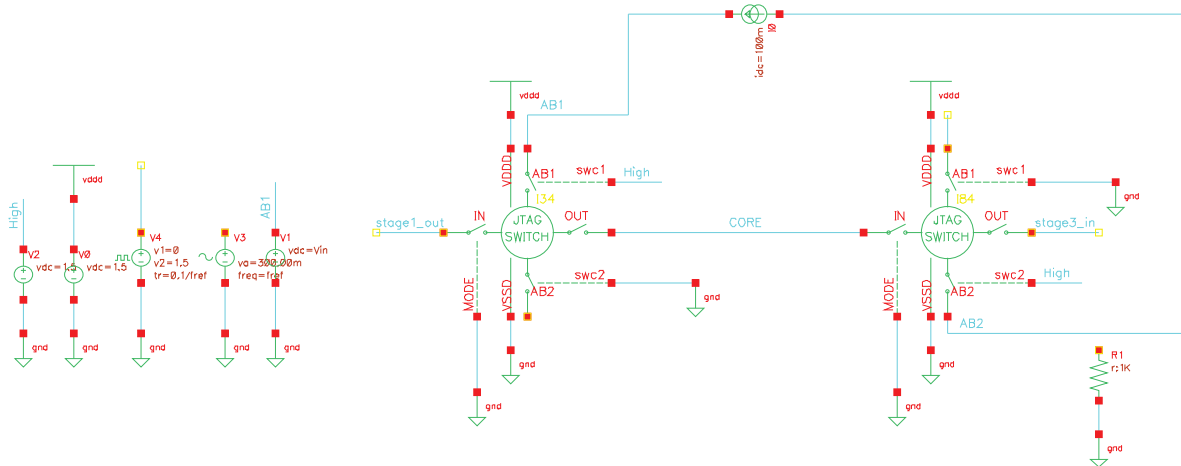 I0
idc=100m
vddd
AB1
vddd
vddd
High
V2
vdc=1.5
gnd
V0
vdc=1.5
gnd
V4
v1=0
v2=1.5
tr=0.1/fref
gnd
V3
va=300.00m
freq=fref
gnd
AB1
V1
vdc=Vin
gnd
stage1_out
IN
VDDD
AB1
swc1
High
I34
JTAG
SWITCH
OUT
CORE
MODE
VSSD
AB2
swc2
gnd
gnd
gnd
IN
VDDD
AB1
swc1
gnd
I84
JTAG
SWITCH
OUT
stage3_in
MODE
VSSD
AB2
swc2
High
AB2
gnd
gnd
R1
r:1K
gnd